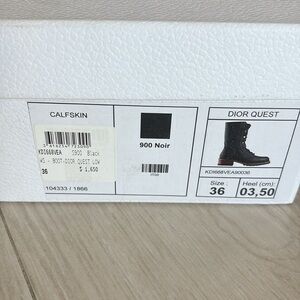 CALFSKIN
KDI668VEA S900 Black
WS - BOOT-DIOR QUEST LOW
36 $ 1,650
104333 / 1866
900 Noir
DIOR QUEST
KDI668VEA90036
Size : Heel (cm):
36 03,50